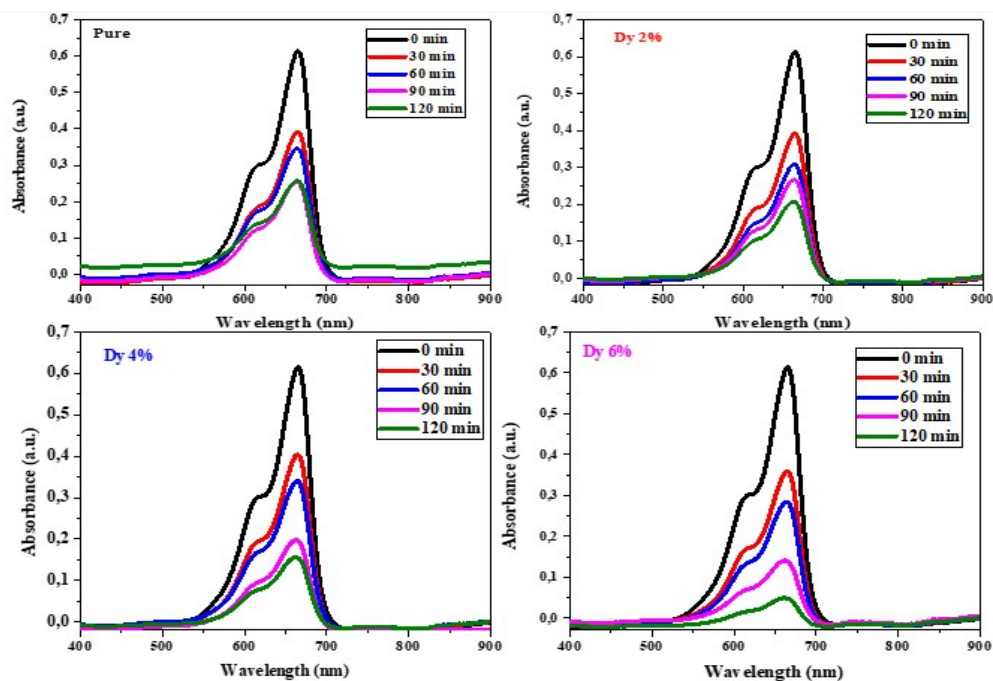 Pure
0 min
30 min
60 min
90 min
120 min
Absorbance (a.u.)
0,7
0,6
0,5
0,4
0,3
0,2
0,1
0,0
400 500 600 700 800 900
Wavelength (nm)
Dy 2%
0 min
30 min
60 min
90 min
120 min
Absorbance (a.u.)
0,7
0,6
0,5
0,4
0,3
0,2
0,1
0,0
400 500 600 700 800 900
Wavelength (nm)
Dy 4%
0 min
30 min
60 min
90 min
120 min
Absorbance (a.u.)
0,7
0,6
0,5
0,4
0,3
0,2
0,1
0,0
400 500 600 700 800 900
Wavelength (nm)
Dy 6%
0 min
30 min
60 min
90 min
120 min
Absorbance (a.u.)
0,7
0,6
0,5
0,4
0,3
0,2
0,1
0,0
400 500 600 700 800 900
Wavelength (nm)